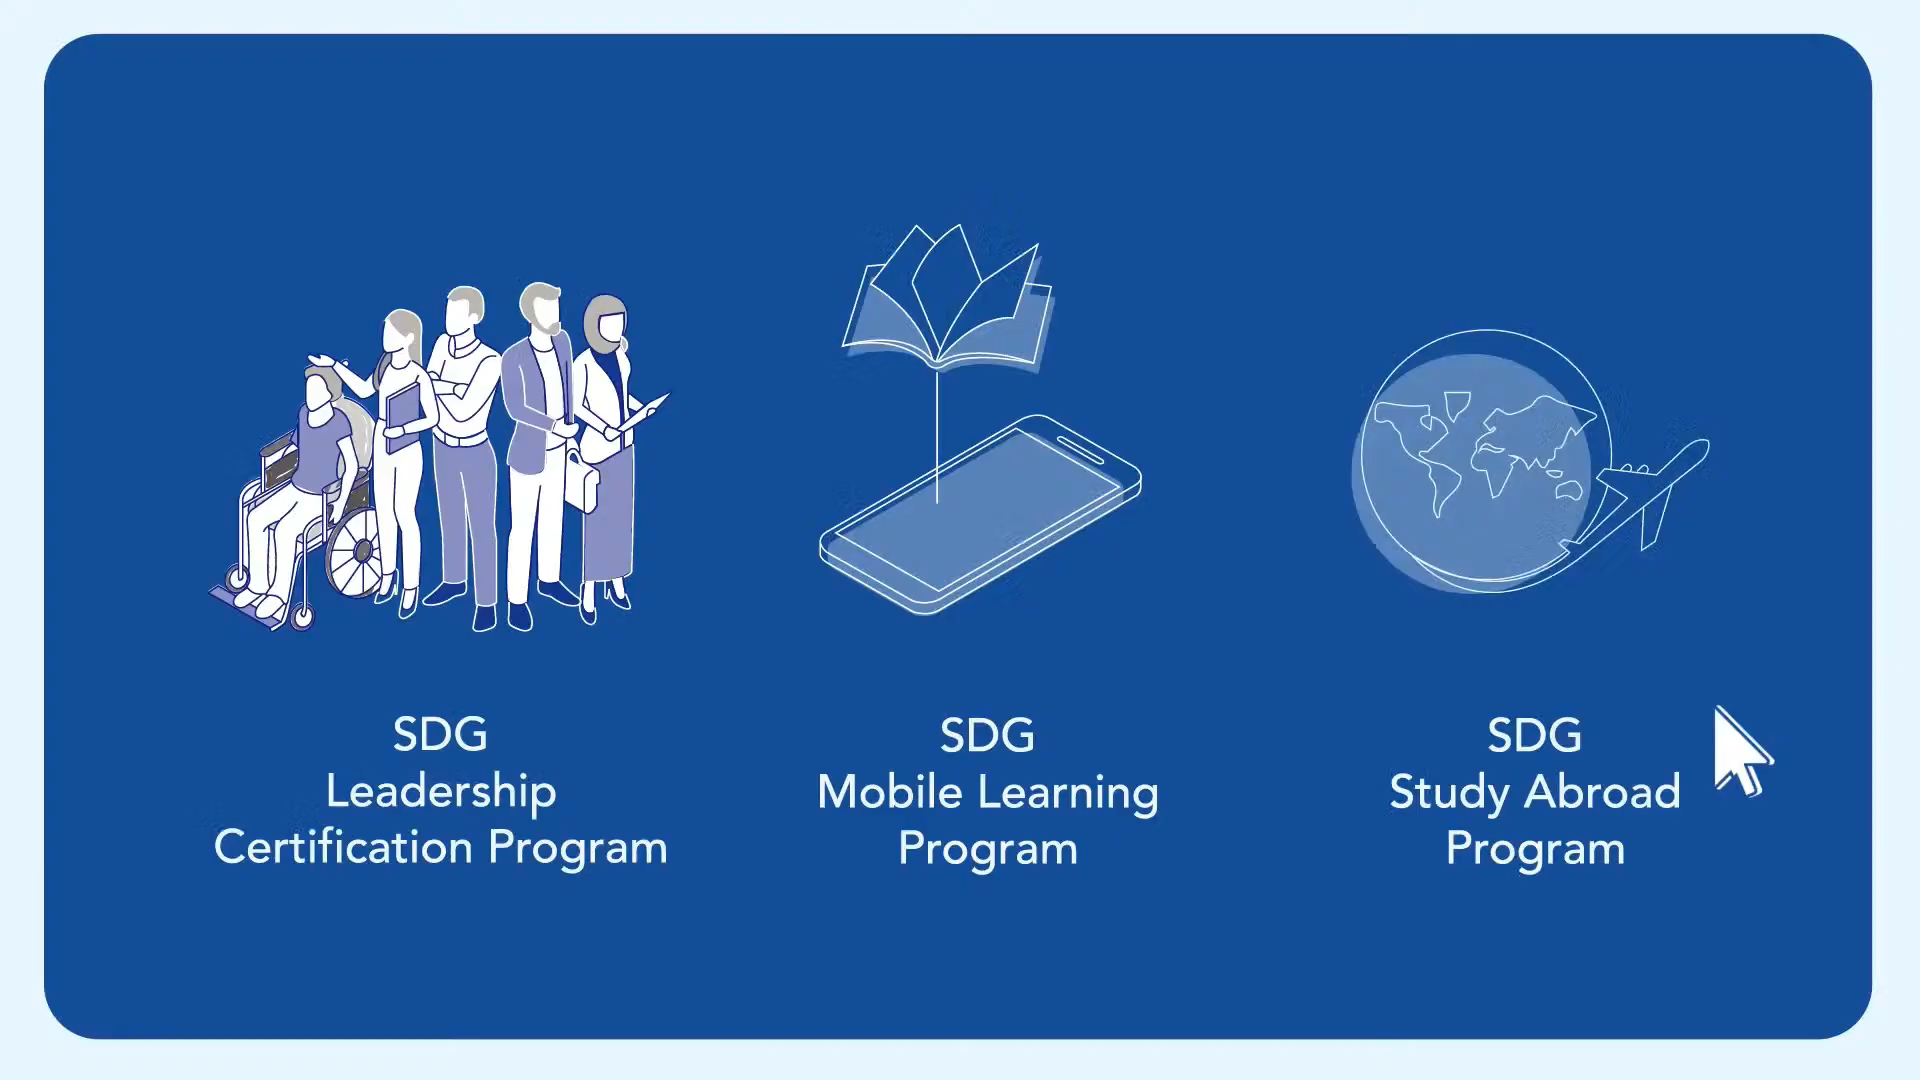 SDG
Leadership
Certification Program
SDG
Mobile Learning
Program
SDG
Study Abroad
Program